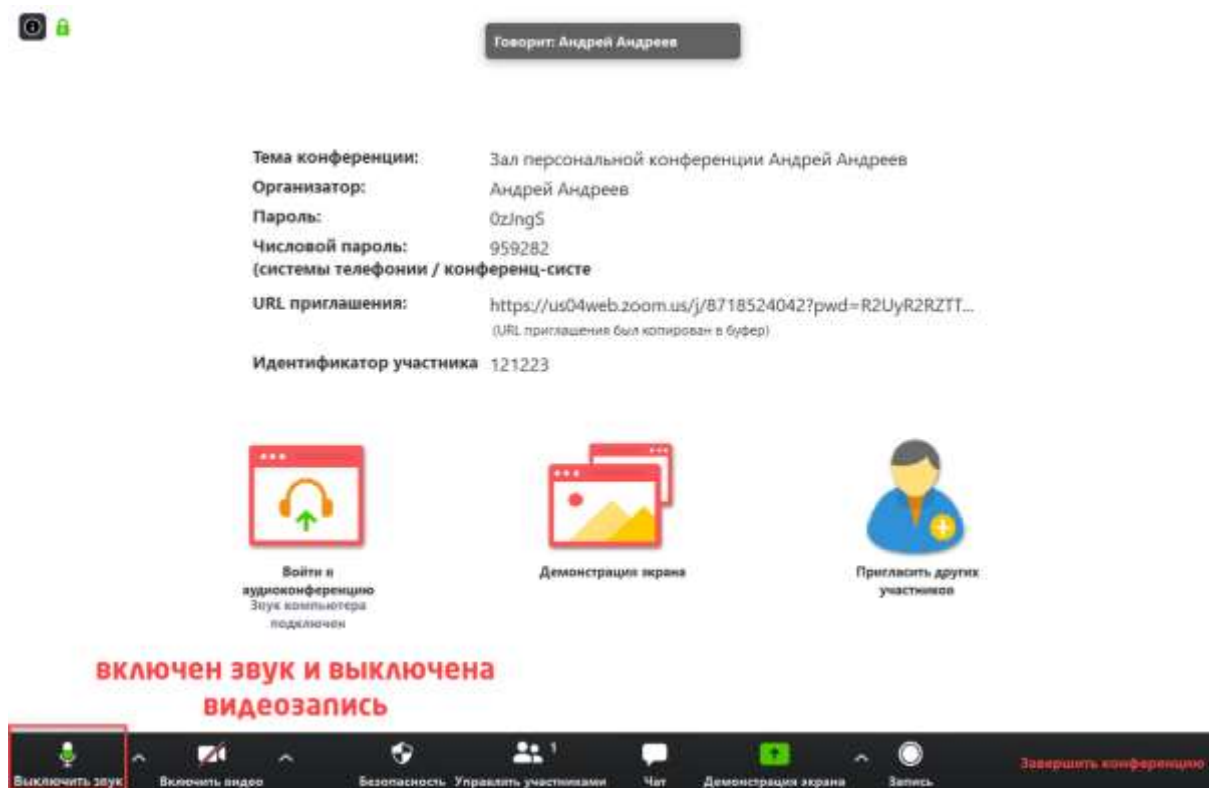 Говорит: Андрей Андреев
Тема конференции: Зал персональной конференции Андрей Андреев
Организатор: Андрей Андреев
Пароль: 0zJngS
Числовой пароль: 959282
(системы телефонии / конференц-систе
URL приглашения: https://us04web.zoom.us/j/8718524042?pwd=R2UyR2RZTT...
(URL приглашения был копирован в буфер)
Идентификатор участника 121223
Войти в
аудиоконференцию
Звук компьютера
подключен
Демонстрация экрана
Пригласить других
участников
включен звук и выключена
видеозапись
1
Выключить звук Включить видео Безопасность Управлять участниками Чат Демонстрация экрана Запись Завершить конференцию